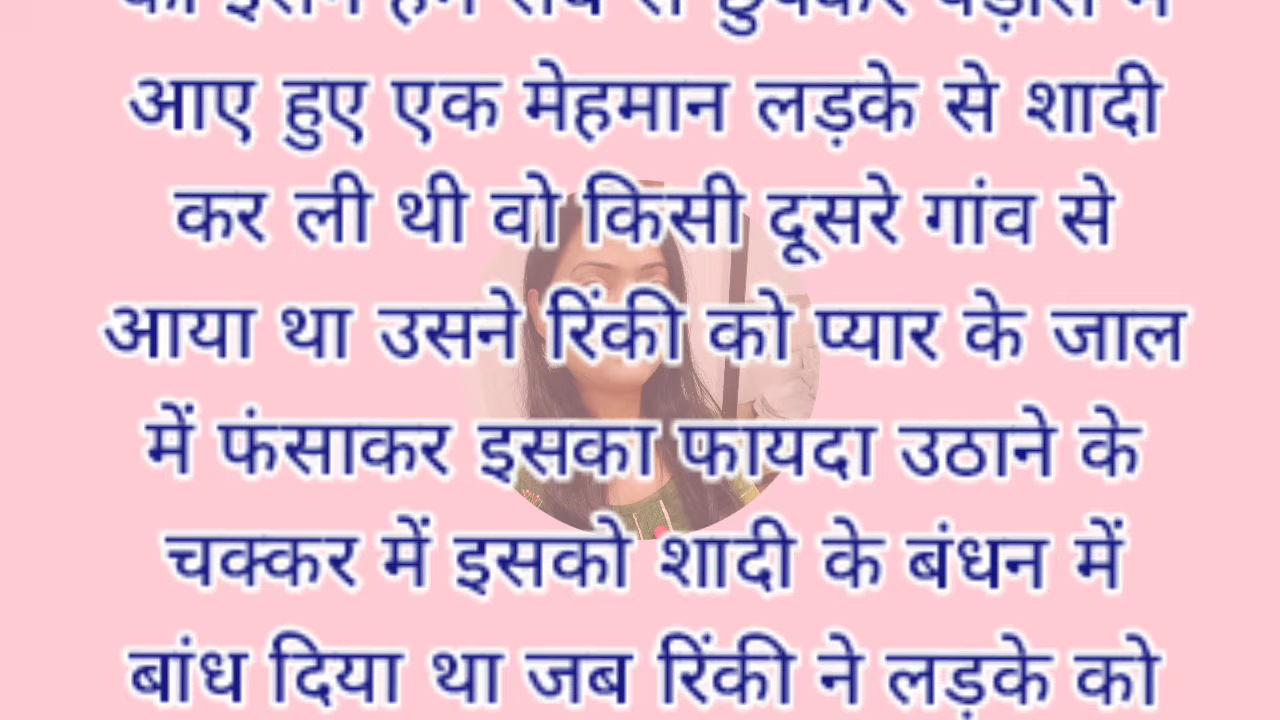 आए हुए एक मेहमान लड़के से शादी
कर ली थी वो किसी दूसरे गांव से
आया था उसने रिंकी को प्यार के जाल
में फंसाकर इसका फायदा उठाने के
चक्कर में इसको शादी के बंधन में
बांध दिया था जब रिंकी ने लड़के को